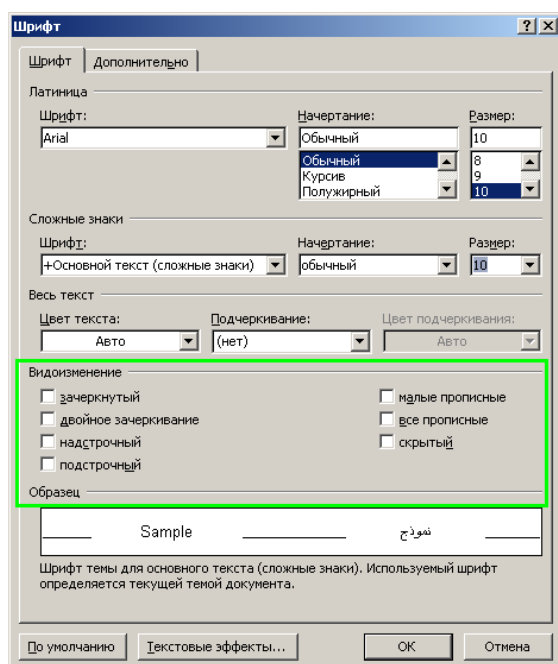 Шрифт
Шрифт Дополнительно
Латиница
Шрифт: Начертание: Размер:
Arial Обычный 10
Обычный 8
Курсив 9
Полужирный 10
Сложные знаки
Шрифт: Начертание: Размер:
+Основной текст (сложные знаки) обычный 10
Весь текст
Цвет текста: Подчеркивание: Цвет подчеркивания:
Авто (нет) Авто
Видоизменение
зачеркнутый малые прописные
двойное зачеркивание все прописные
надстрочный скрытый
подстрочный
Образец
Sample نموذج
Шрифт темы для основного текста (сложные знаки). Используемый шрифт
определяется текущей темой документа.
По умолчанию Текстовые эффекты... ОК Отмена